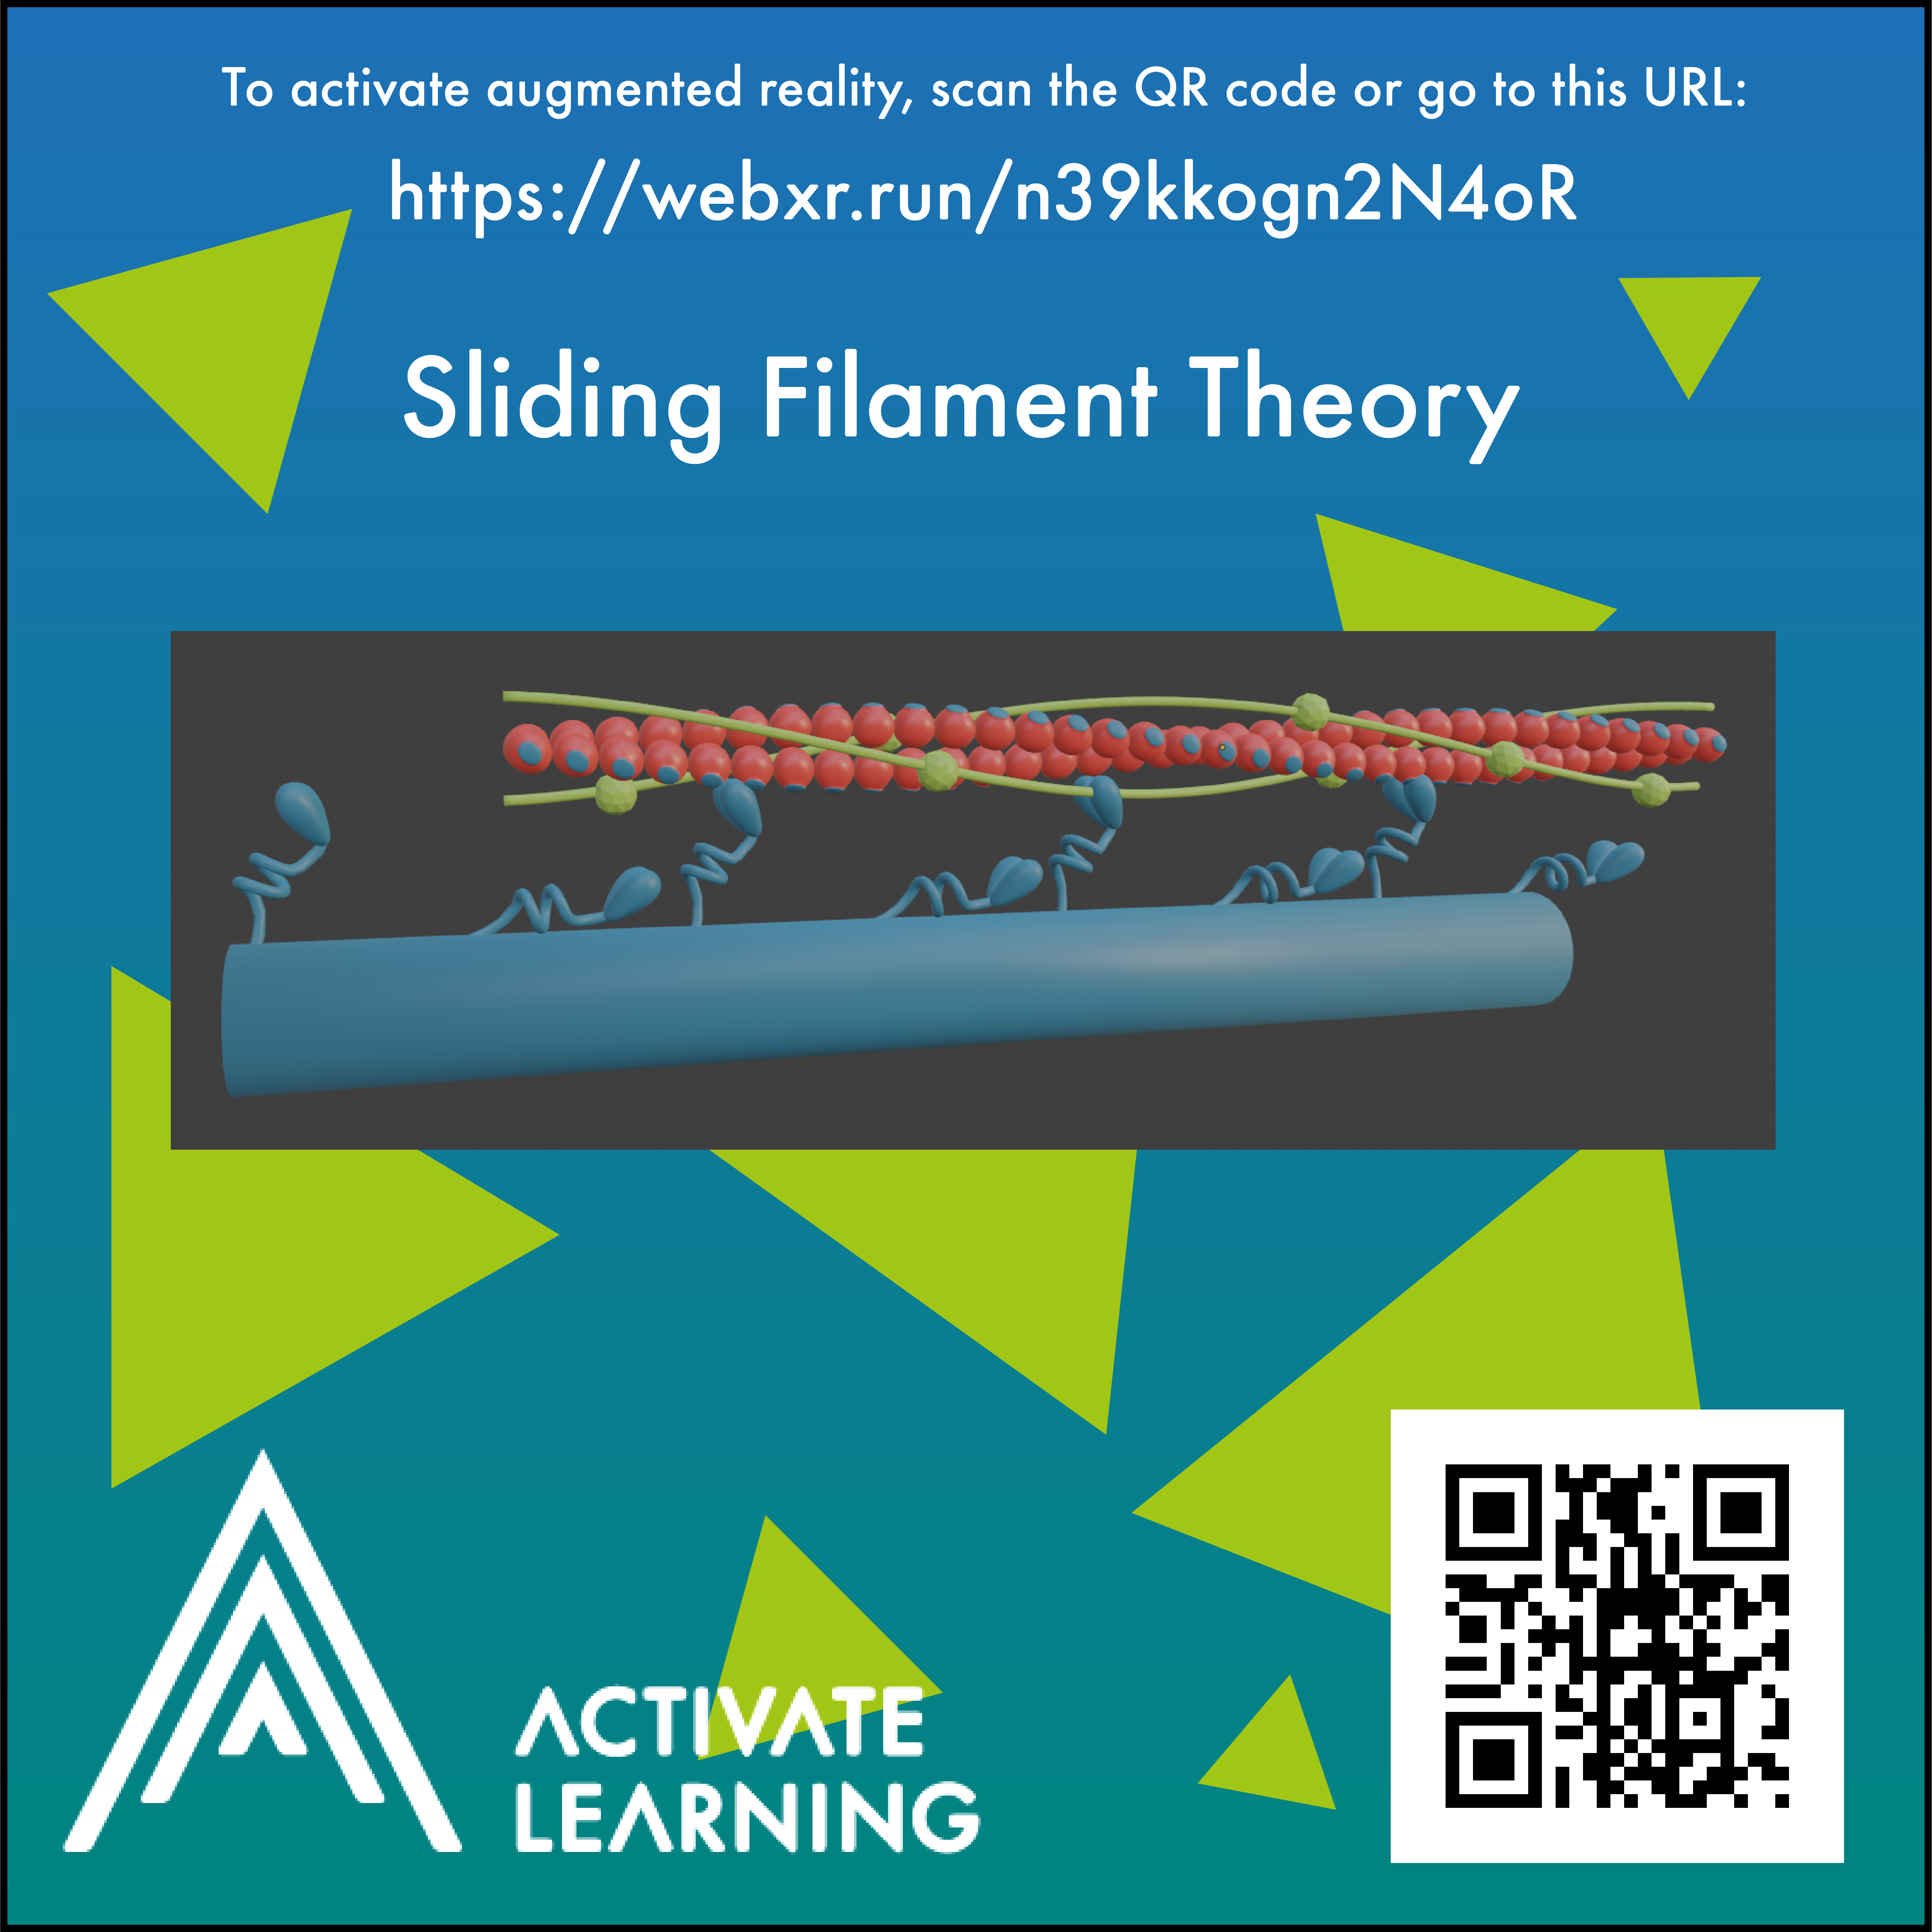 To activate augmented reality, scan the QR code or go to this URL:
https://webxr.run/n39kkogn2N4oR
Sliding Filament Theory
ACTIVATE
LEARNING